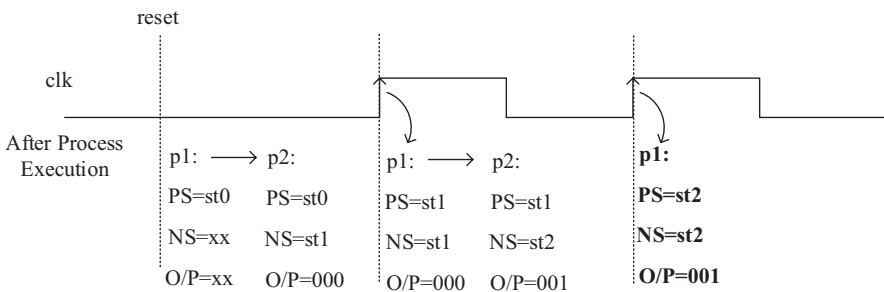 reset
clk
After Process
Execution
p1: p2: p1: p2: p1:
PS=st0 PS=st0 PS=st1 PS=st1 PS=st2
NS=xx NS=st1 NS=st1 NS=st2 NS=st2
O/P=xx O/P=000 O/P=000 O/P=001 O/P=001